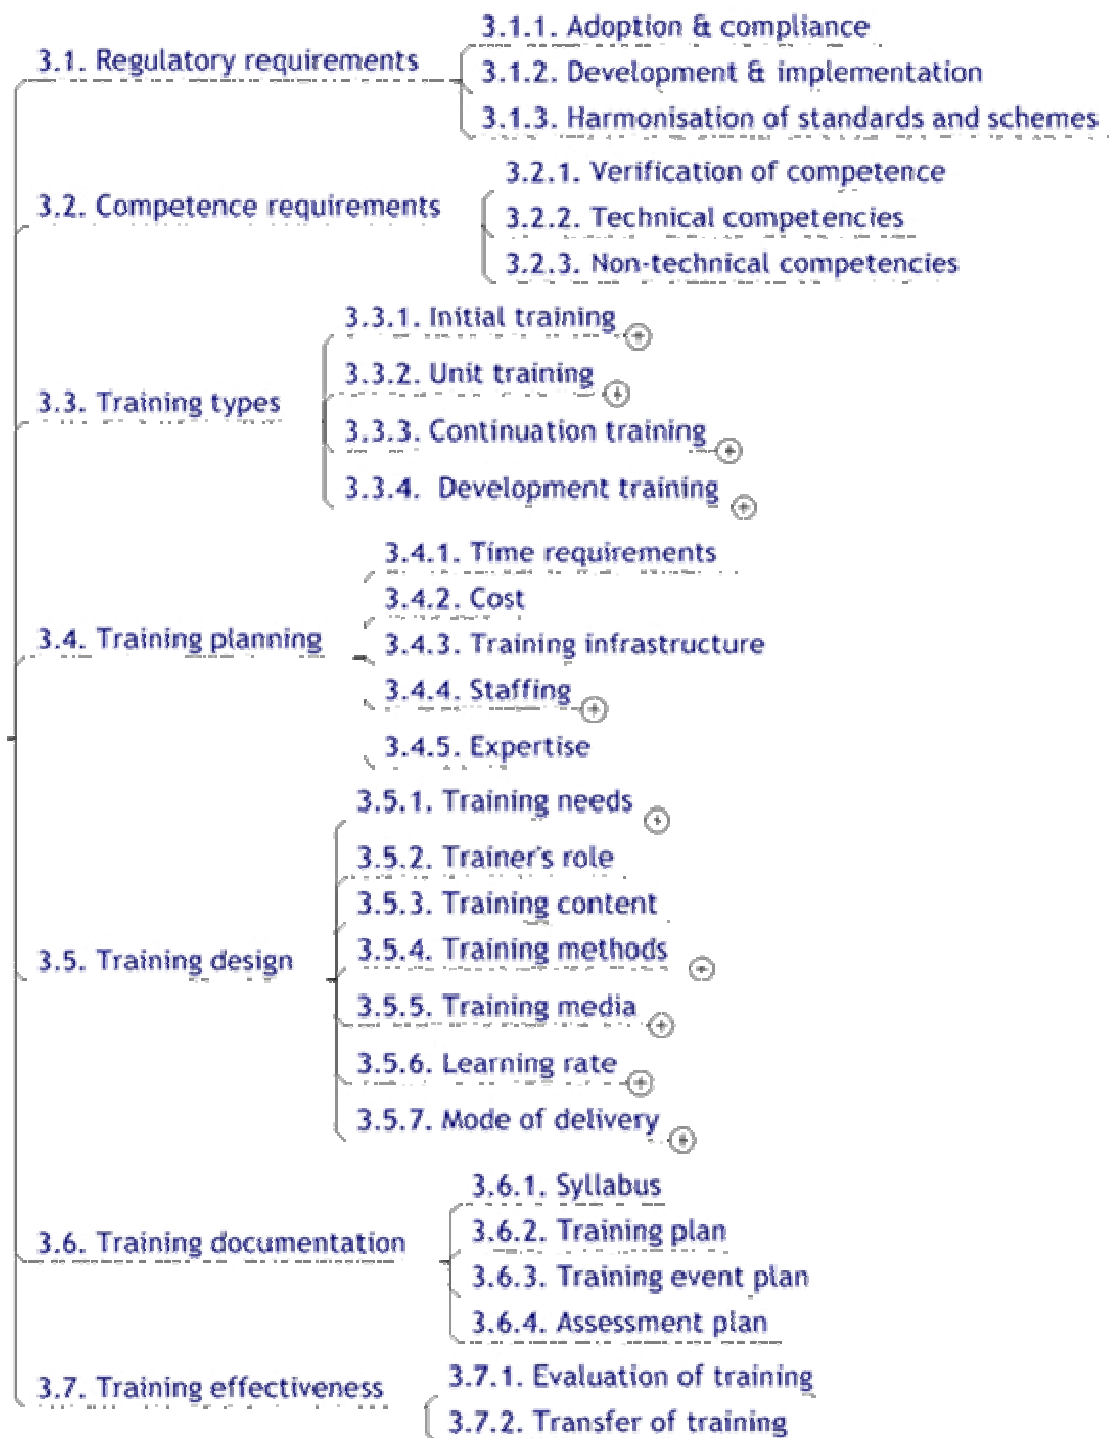 3.1. Regulatory requirements
3.1.1. Adoption & compliance
3.1.2. Development & implementation
3.1.3. Harmonisation of standards and schemes
3.2. Competence requirements
3.2.1. Verification of competence
3.2.2. Technical competencies
3.2.3. Non-technical competencies
3.3. Training types
3.3.1. Initial training
3.3.2. Unit training
3.3.3. Continuation training
3.3.4. Development training
3.4. Training planning
3.4.1. Time requirements
3.4.2. Cost
3.4.3. Training infrastructure
3.4.4. Staffing
3.4.5. Expertise
3.5. Training design
3.5.1. Training needs
3.5.2. Trainer's role
3.5.3. Training content
3.5.4. Training methods
3.5.5. Training media
3.5.6. Learning rate
3.5.7. Mode of delivery
3.6. Training documentation
3.6.1. Syllabus
3.6.2. Training plan
3.6.3. Training event plan
3.6.4. Assessment plan
3.7. Training effectiveness
3.7.1. Evaluation of training
3.7.2. Transfer of training